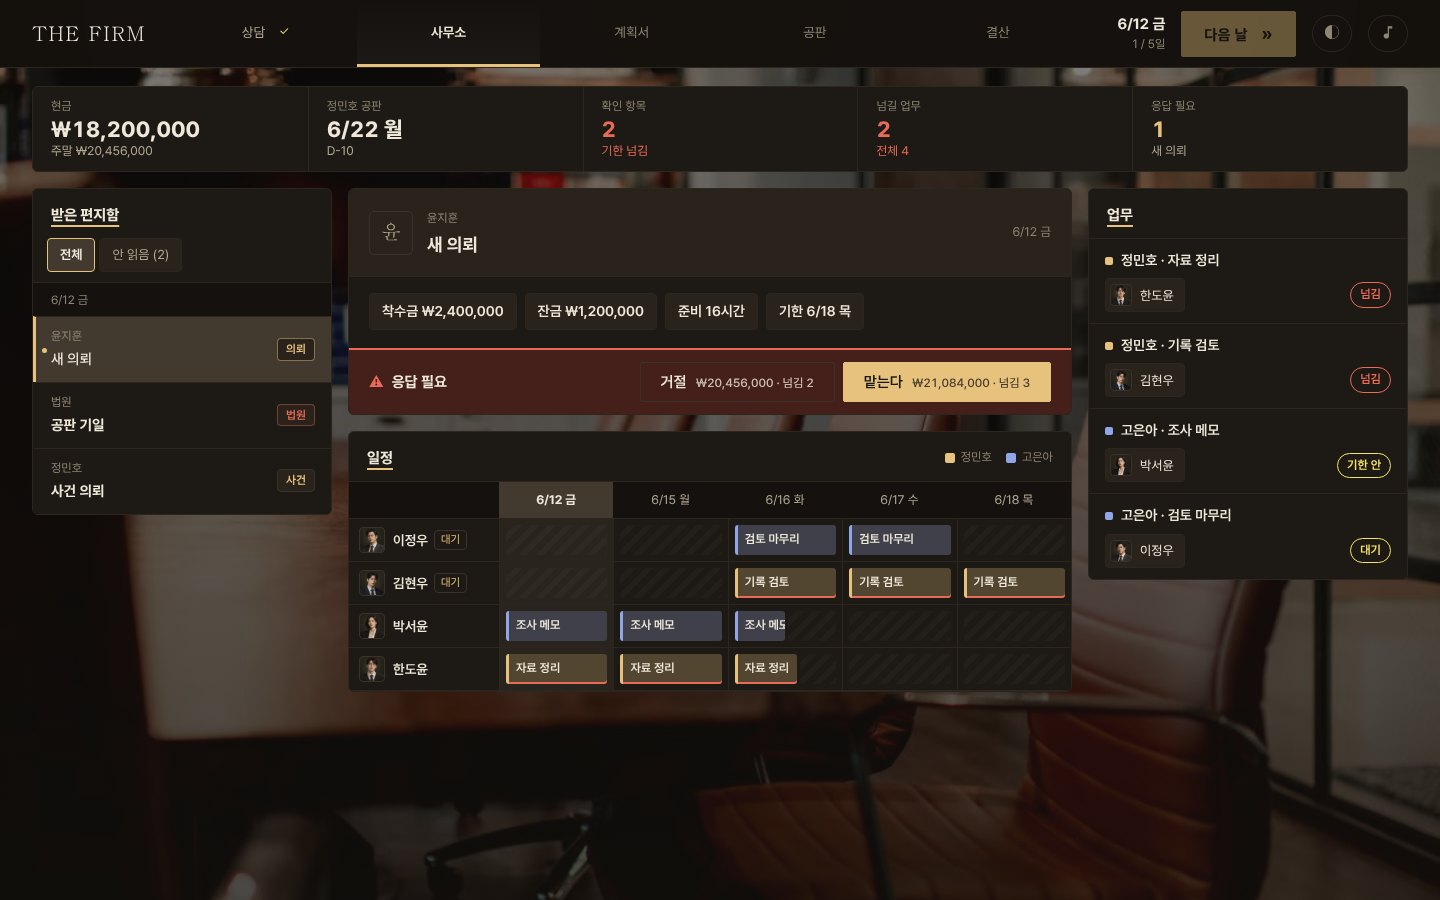 THE FIRM
상담
사무소
계획서
공판
결산
6/12 금
1 / 5일
다음 날 »
현금
₩18,200,000
주말 ₩20,456,000
정민호 공판
6/22 월
D-10
확인 항목
2
기한 넘김
넘길 업무
2
전체 4
응답 필요
1
새 의뢰
받은 편지함
전체
안 읽음 (2)
6/12 금
윤지훈
새 의뢰
의뢰
법원
공판 기일
법원
정민호
사건 의뢰
사건
윤
윤지훈
새 의뢰
6/12 금
착수금 ₩2,400,000
잔금 ₩1,200,000
준비 16시간
기한 6/18 목
응답 필요
거절 ₩20,456,000 · 넘김 2
맡는다 ₩21,084,000 · 넘김 3
일정
정민호
고은아
6/12 금
6/15 월
6/16 화
6/17 수
6/18 목
이정우 대기
검토 마무리
검토 마무리
김현우 대기
기록 검토
기록 검토
기록 검토
박서윤
조사 메모
조사 메모
조사 메모
한도윤
자료 정리
자료 정리
자료 정리
업무
정민호 · 자료 정리
한도윤
넘김
정민호 · 기록 검토
김현우
넘김
고은아 · 조사 메모
박서윤
기한 안
고은아 · 검토 마무리
이정우
대기